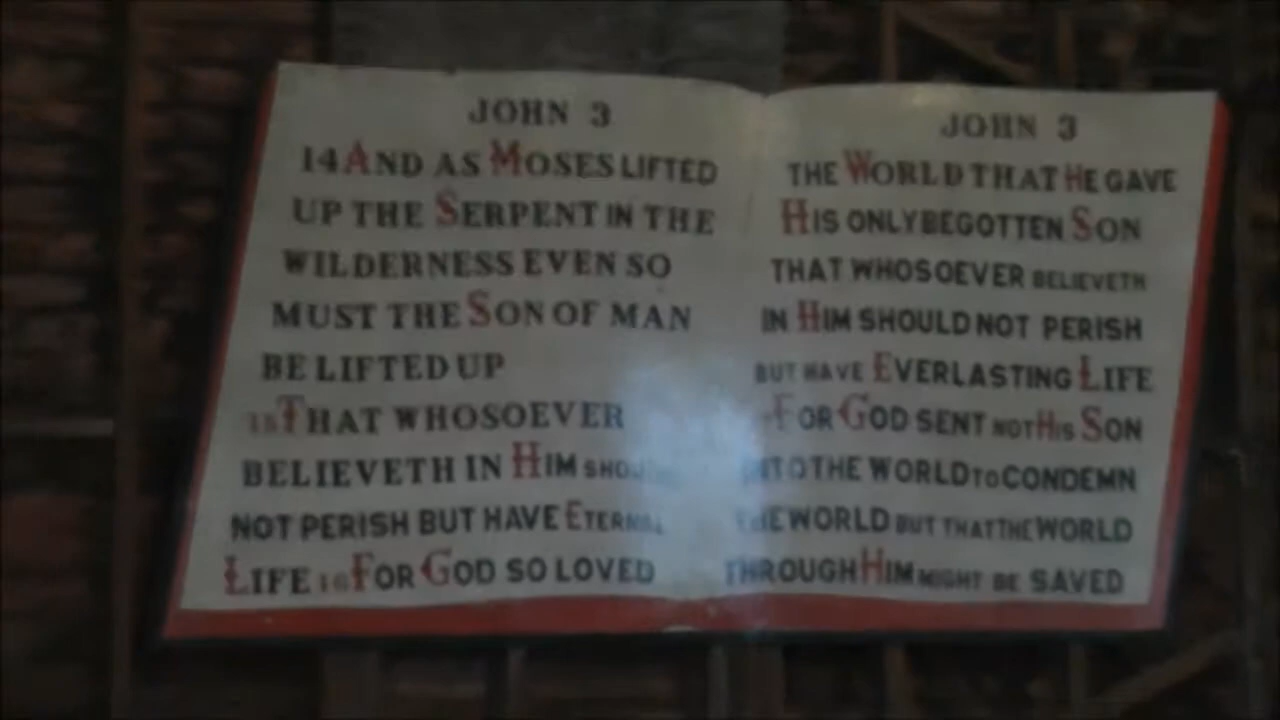 JOHN 3
14 AND AS MOSES LIFTED
UP THE SERPENT IN THE
WILDERNESS EVEN SO
MUST THE SON OF MAN
BE LIFTED UP
15 THAT WHOSOEVER
BELIEVETH IN HIM
NOT PERISH BUT HAVE ETERNAL
LIFE 16 FOR GOD SO LOVED
JOHN 3
THE WORLD THAT HE GAVE
HIS ONLY BEGOTTEN SON
THAT WHOSOEVER BELIEVETH
IN HIM SHOULD NOT PERISH
BUT HAVE EVERLASTING LIFE
FOR GOD SENT NOT HIS SON
INTO THE WORLD TO CONDEMN
THE WORLD BUT THAT THE WORLD
THROUGH HIM MIGHT BE SAVED